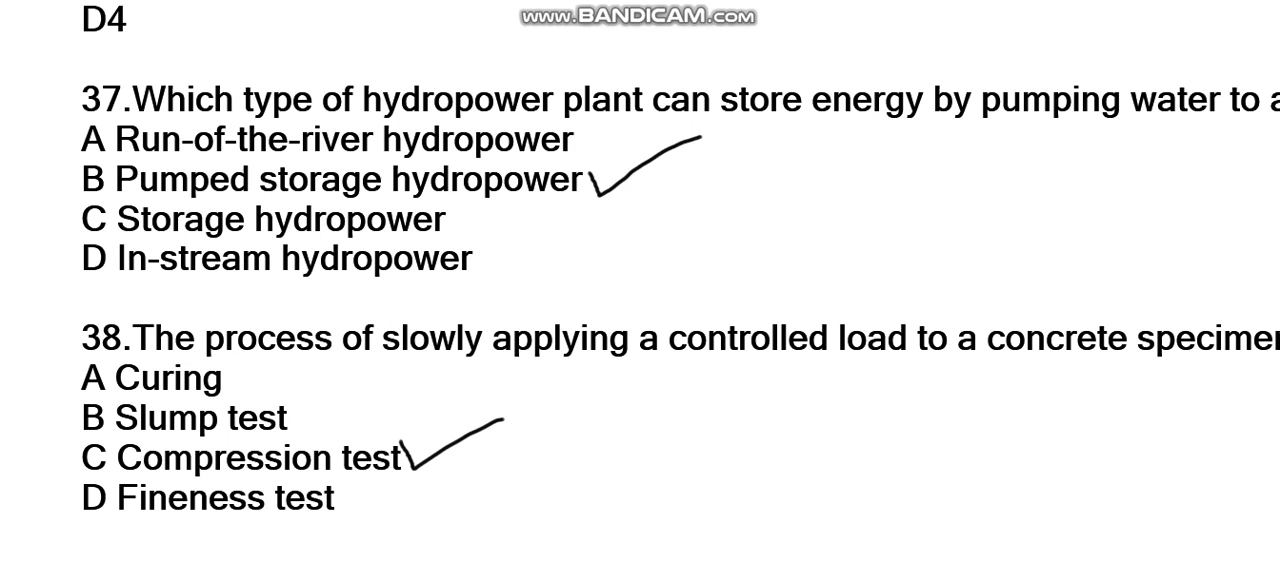 www.BANDICAM.com
D4
37.Which type of hydropower plant can store energy by pumping water to a
A Run-of-the-river hydropower
B Pumped storage hydropower
C Storage hydropower
D In-stream hydropower
38.The process of slowly applying a controlled load to a concrete specimen
A Curing
B Slump test
C Compression test
D Fineness test